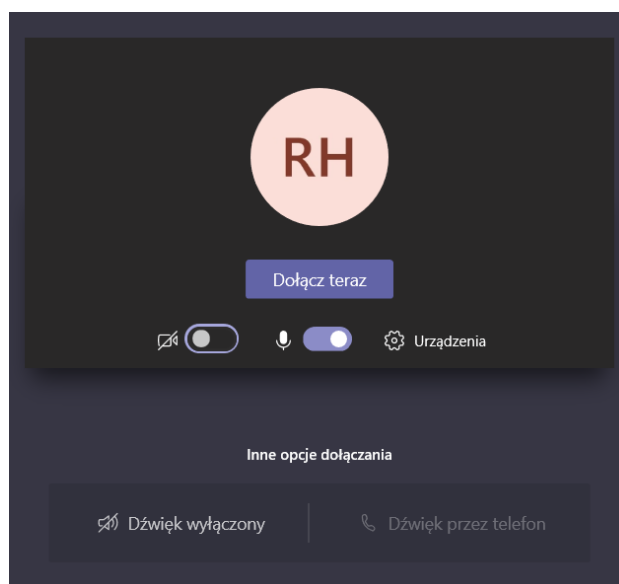 RH
Dołącz teraz
Urządzenia
Inne opcje dołączania
Dźwięk wyłączony
Dźwięk przez telefon